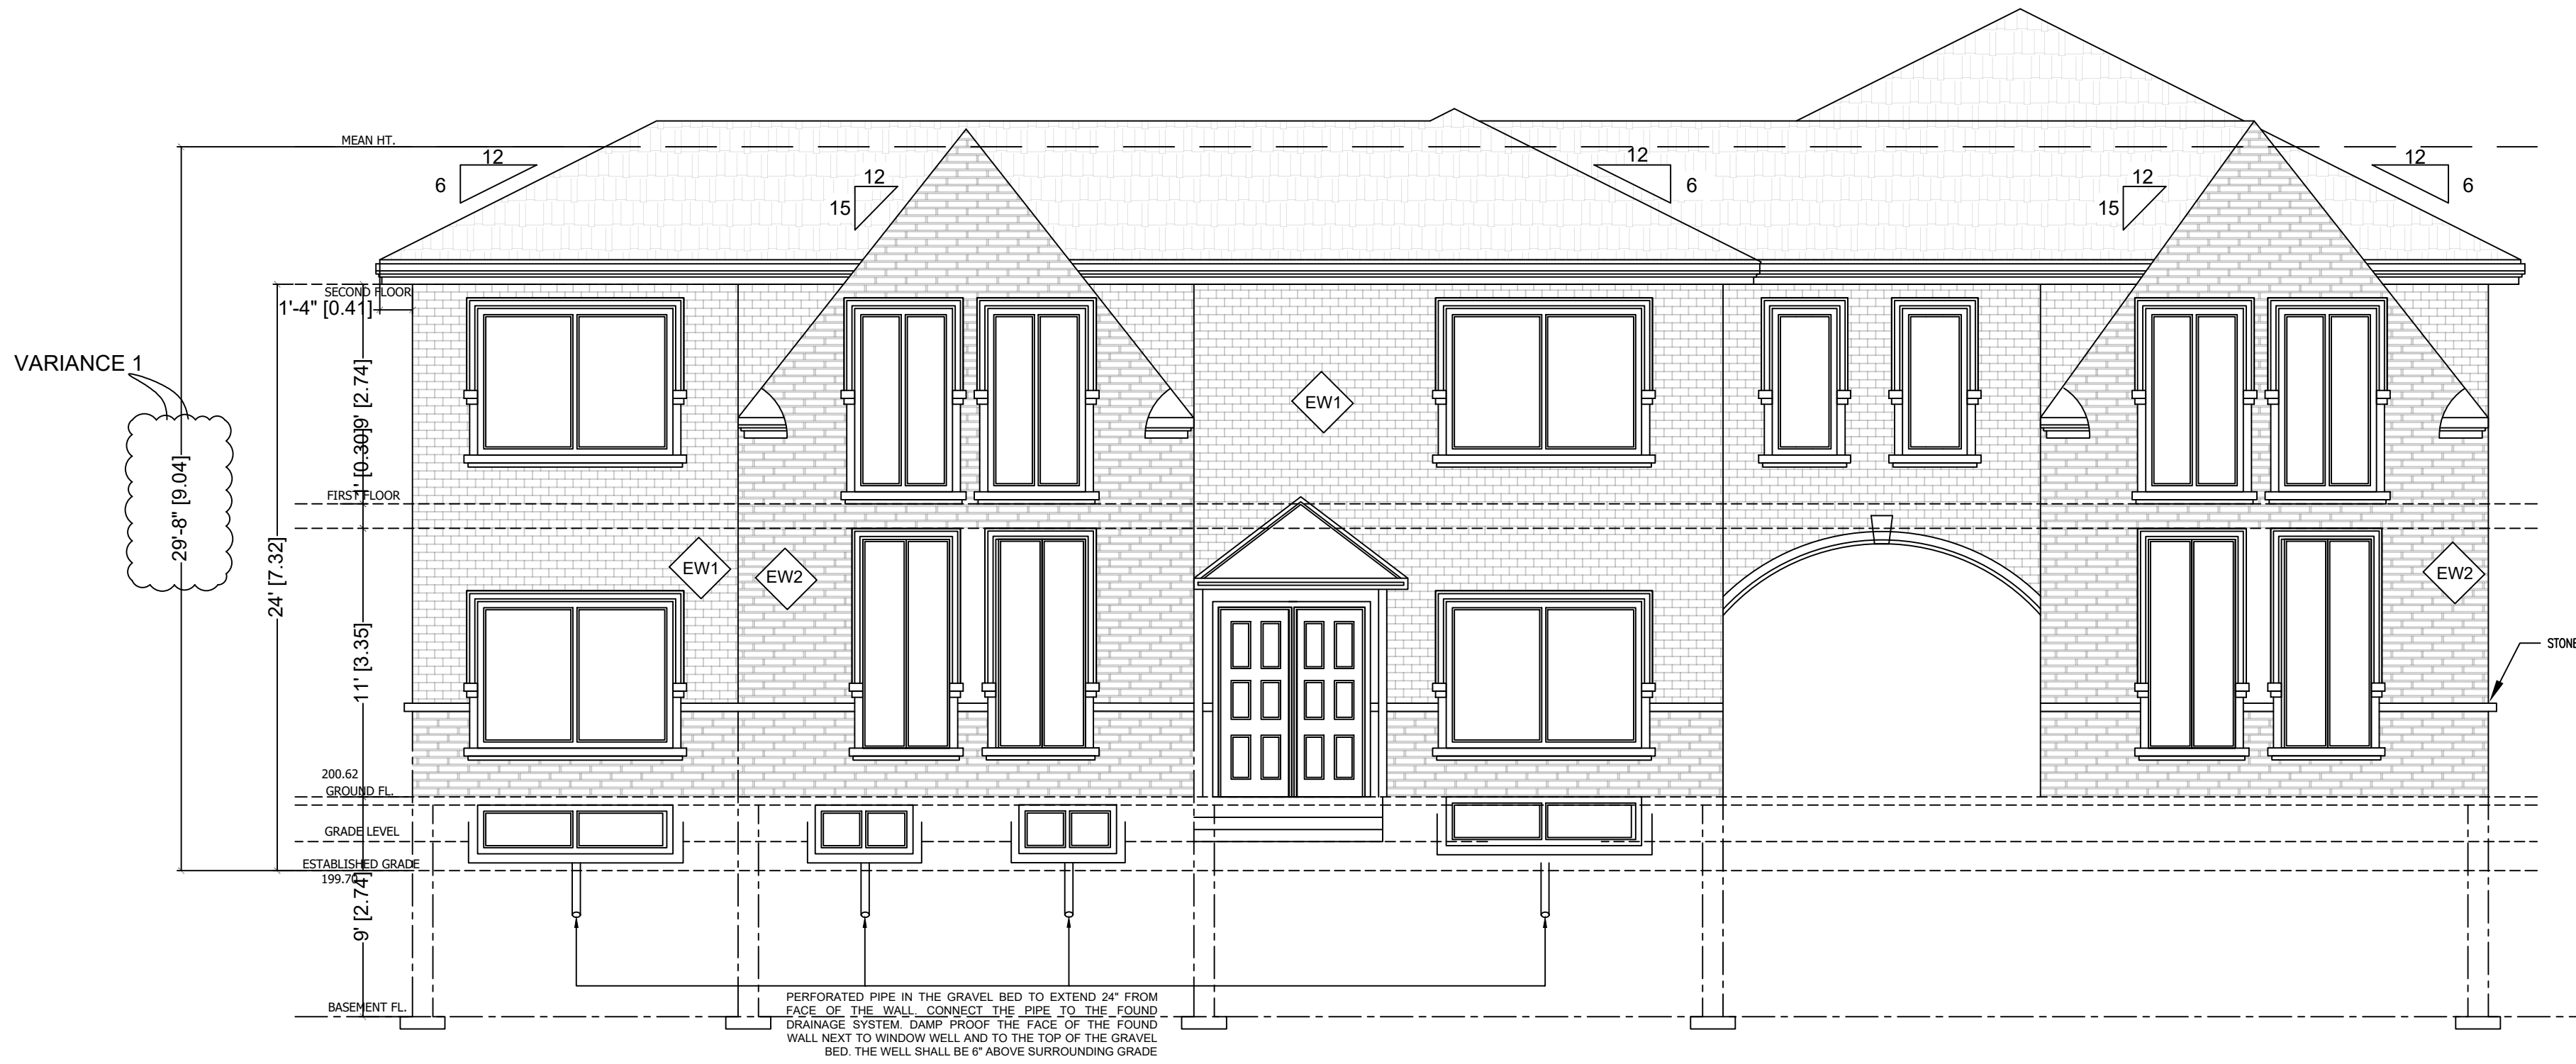 MEAN HT.
12
6
12
15
12
6
12
15
12
6
SECOND FLOOR
1'-4" [0.41]
VARIANCE 1
9' [2.74]
EW1
29'-8" [9.04]
1' [0.30]
FIRST FLOOR
24' [7.32]
EW1
EW2
EW2
11' [3.35]
STONE
200.62
GROUND FL.
GRADE LEVEL
ESTABLISHED GRADE
199.70
9' [2.74]
BASEMENT FL.
PERFORATED PIPE IN THE GRAVEL BED TO EXTEND 24" FROM
FACE OF THE WALL. CONNECT THE PIPE TO THE FOUND
DRAINAGE SYSTEM. DAMP PROOF THE FACE OF THE FOUND
WALL NEXT TO WINDOW WELL AND TO THE TOP OF THE GRAVEL
BED. THE WELL SHALL BE 6" ABOVE SURROUNDING GRADE